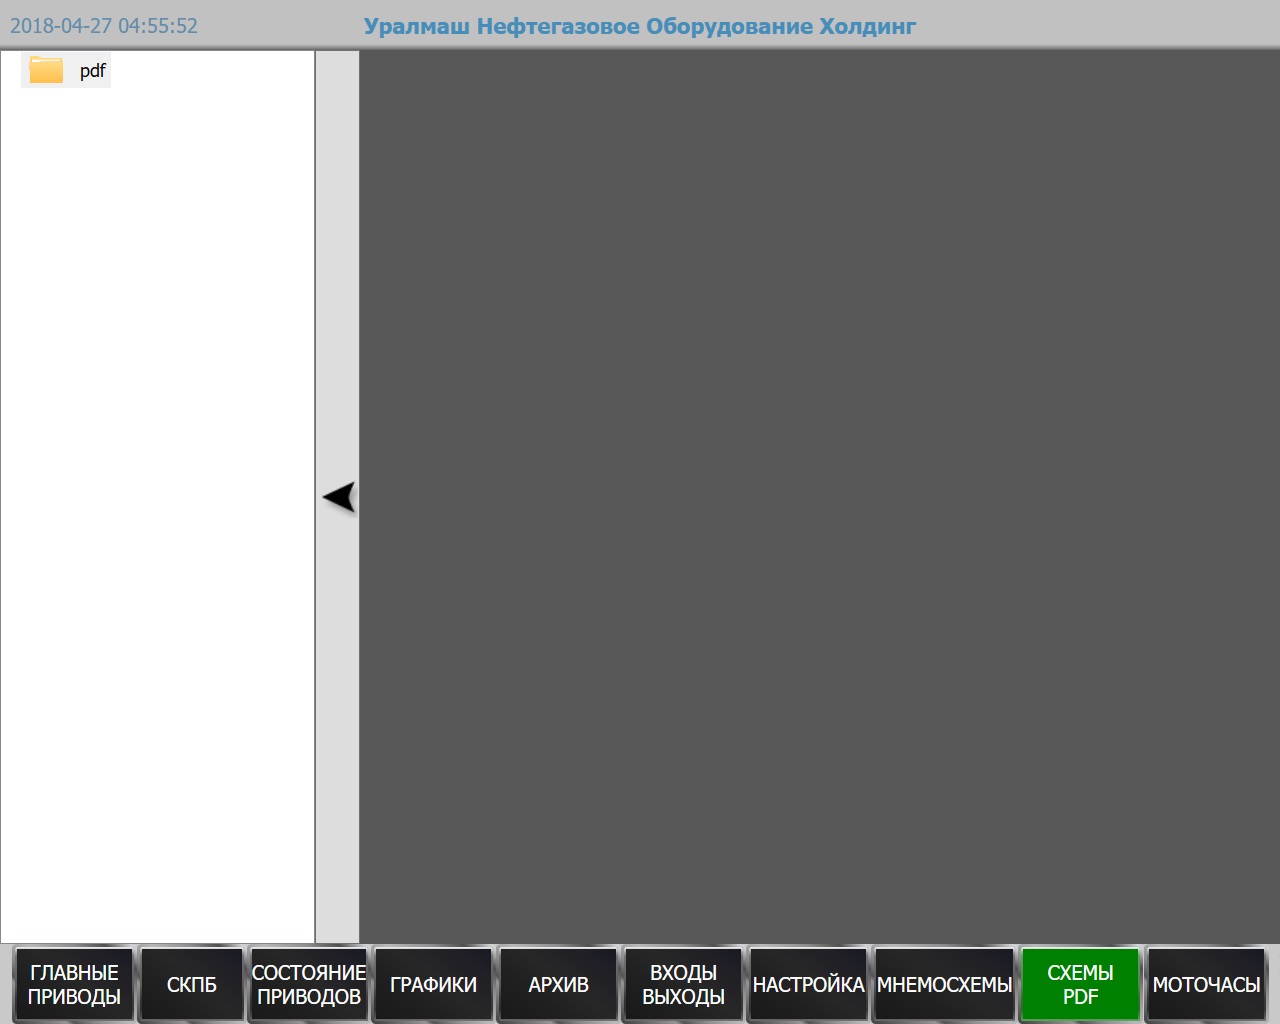 2018-04-27 04:55:52
Уралмаш Нефтегазовое Оборудование Холдинг
pdf
ГЛАВНЫЕ
ПРИВОДЫ
СКПБ
СОСТОЯНИЕ
ПРИВОДОВ
ГРАФИКИ
АРХИВ
ВХОДЫ
ВЫХОДЫ
НАСТРОЙКА
МНЕМОСХЕМЫ
СХЕМЫ
PDF
МОТОЧАСЫ